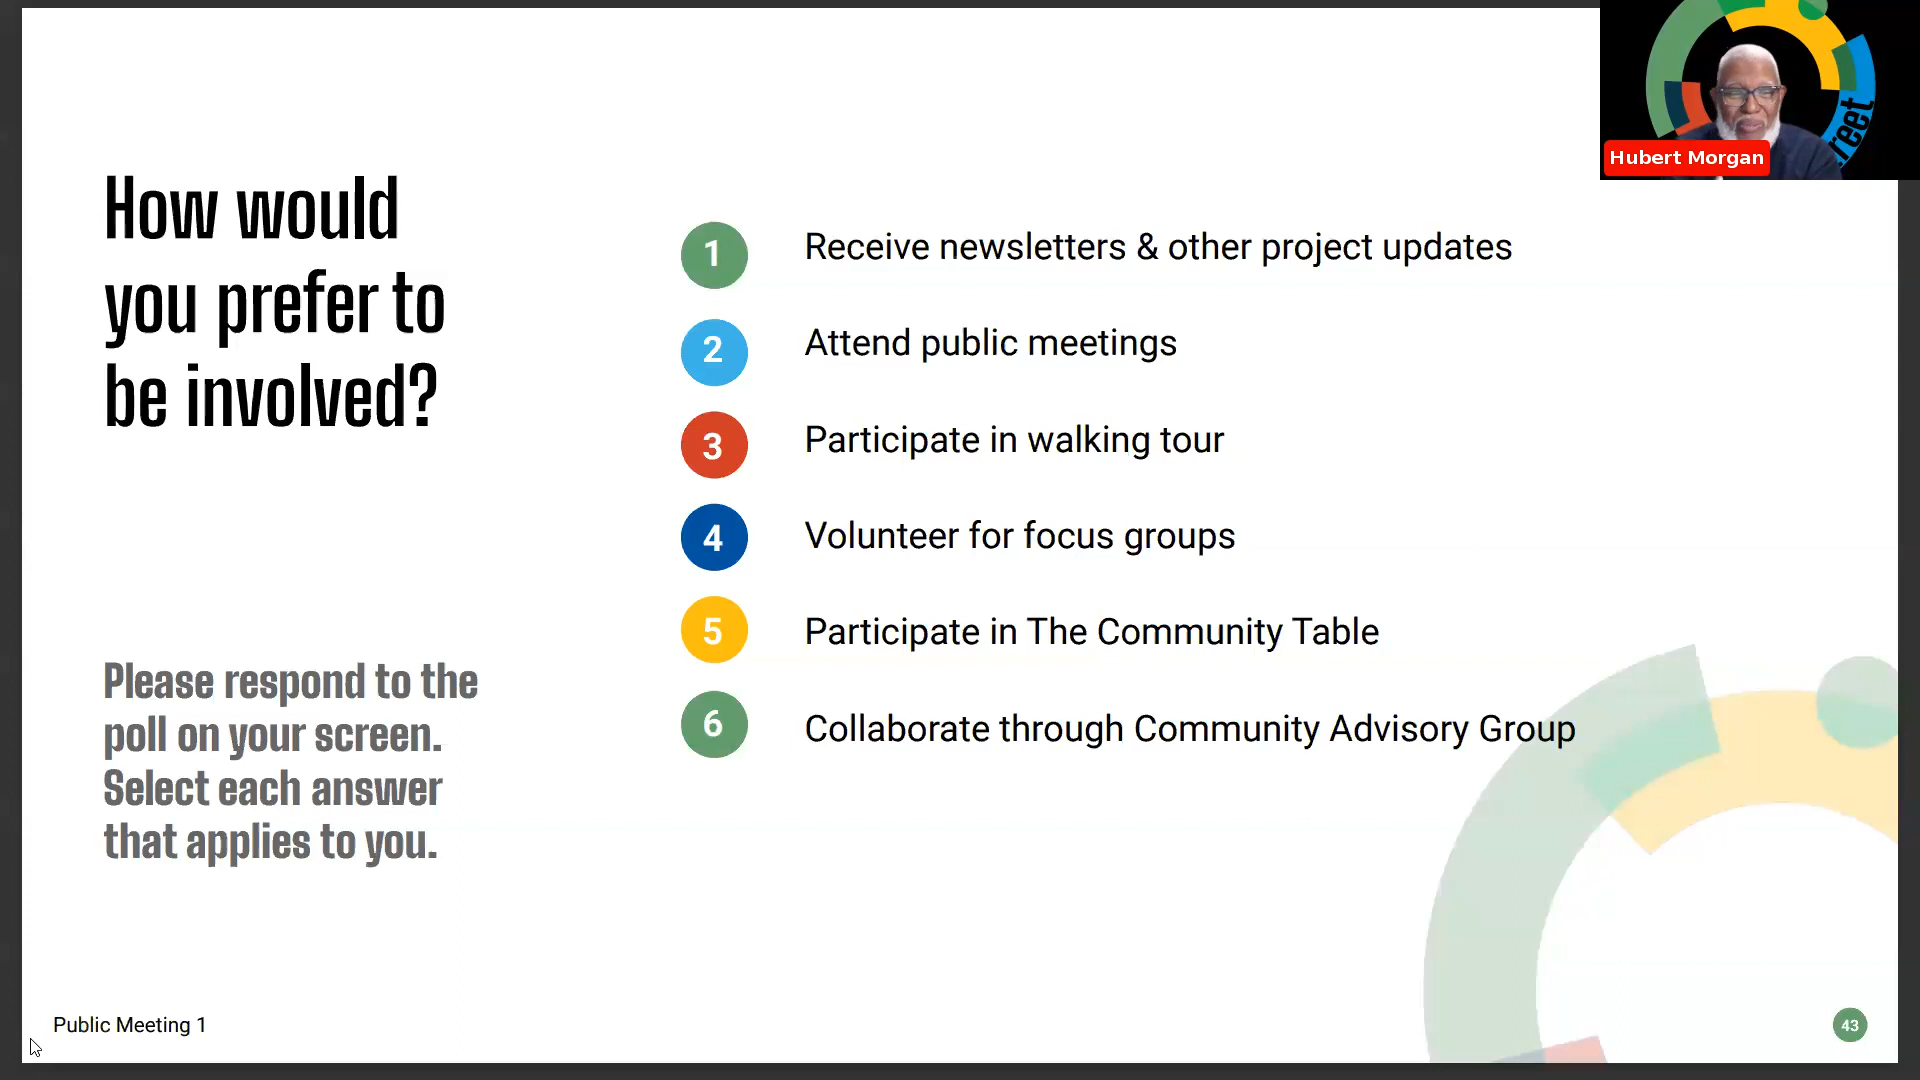 How would
you prefer to
be involved?
Please respond to the
poll on your screen.
Select each answer
that applies to you.
1 Receive newsletters & other project updates
2 Attend public meetings
3 Participate in walking tour
4 Volunteer for focus groups
5 Participate in The Community Table
6 Collaborate through Community Advisory Group
reet
Hubert Morgan
Public Meeting 1
43